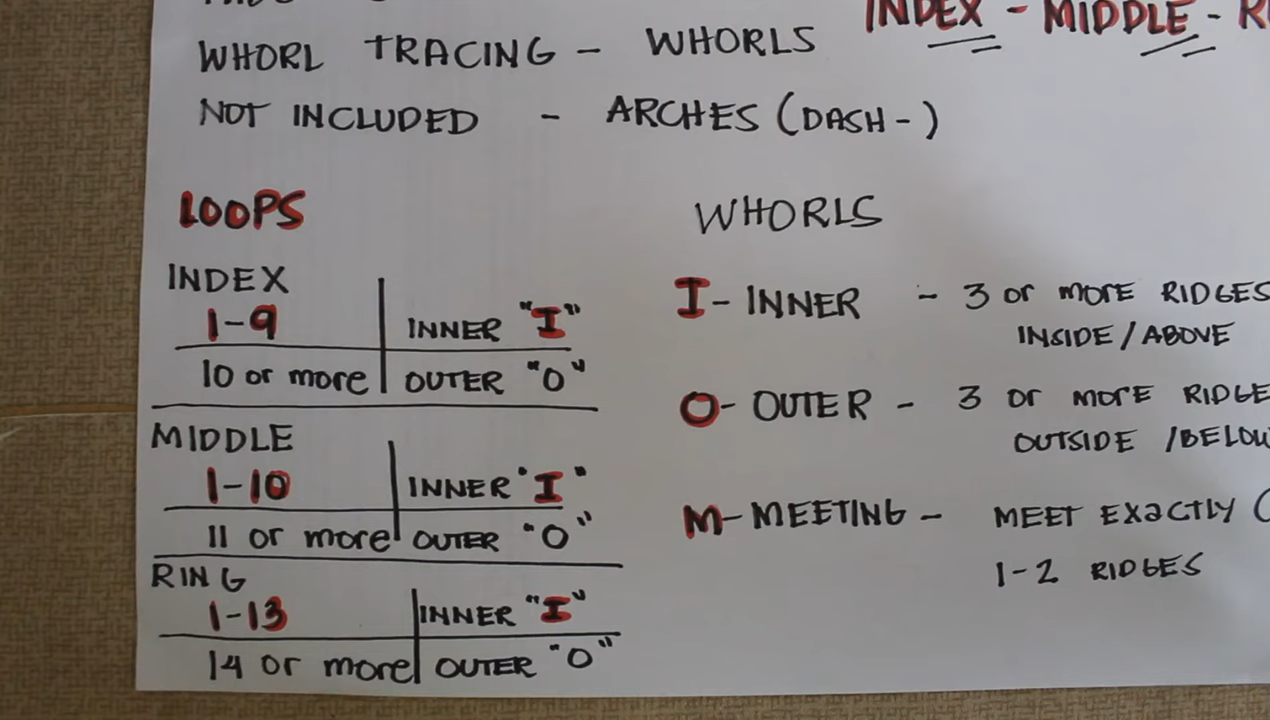 INDEX - MIDDLE -
WHORL TRACING - WHORLS
NOT INCLUDED - ARCHES (DASH -)
LOOPS
INDEX
1-9 INNER "I"
10 or more OUTER "O"
MIDDLE
1-10 INNER "I"
11 or more OUTER "O"
RING
1-13 INNER "I"
14 or more OUTER "O"
WHORLS
I- INNER - 3 or more RIDGES
INSIDE / ABOVE
O- OUTER - 3 or more RIDGE
OUTSIDE / BELOW
M- MEETING - MEET EXACTLY (
1-2 RIDGES